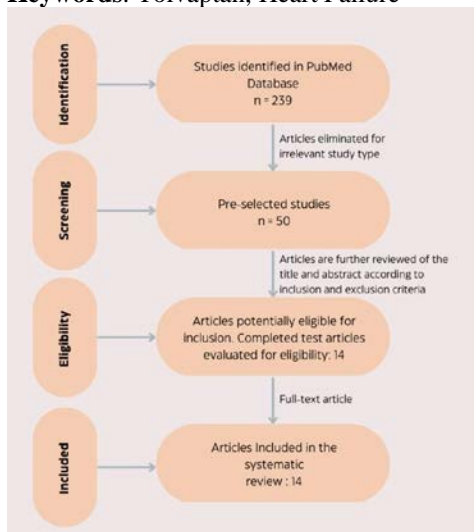 Keywords: Tolvaptan, Heart Failure
Identification
Studies identified in PubMed
Database
n = 239
Articles eliminated for
irrelevant study type
Screening
Pre-selected studies
n = 50
Articles are further reviewed of the
title and abstract according to
inclusion and exclusion criteria
Eligibility
Articles potentially eligible for
inclusion. Completed test articles
evaluated for eligibility: 14
Full-text article
Included
Articles Included in the
systematic
review : 14